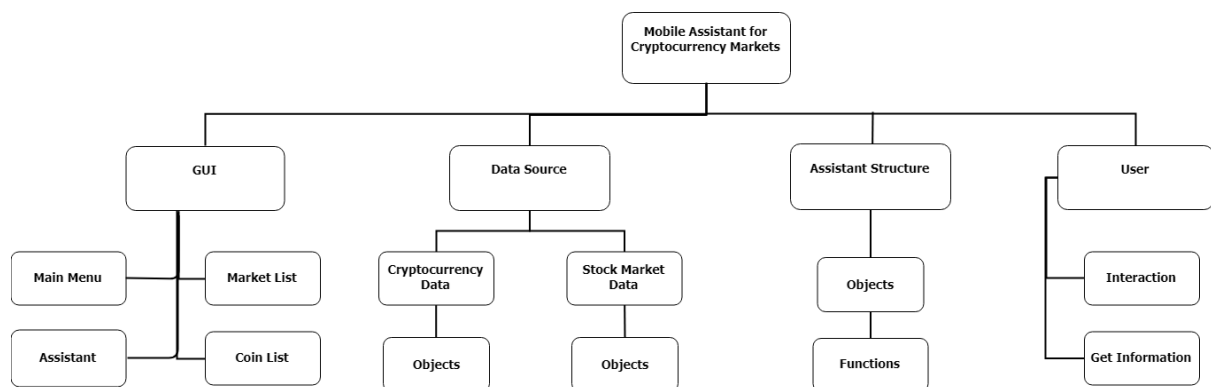 Mobile Assistant for
Cryptocurrency Markets
GUI
Data Source
Assistant Structure
User
Main Menu
Market List
Cryptocurrency
Data
Stock Market
Data
Objects
Interaction
Assistant
Coin List
Objects
Objects
Functions
Get Information